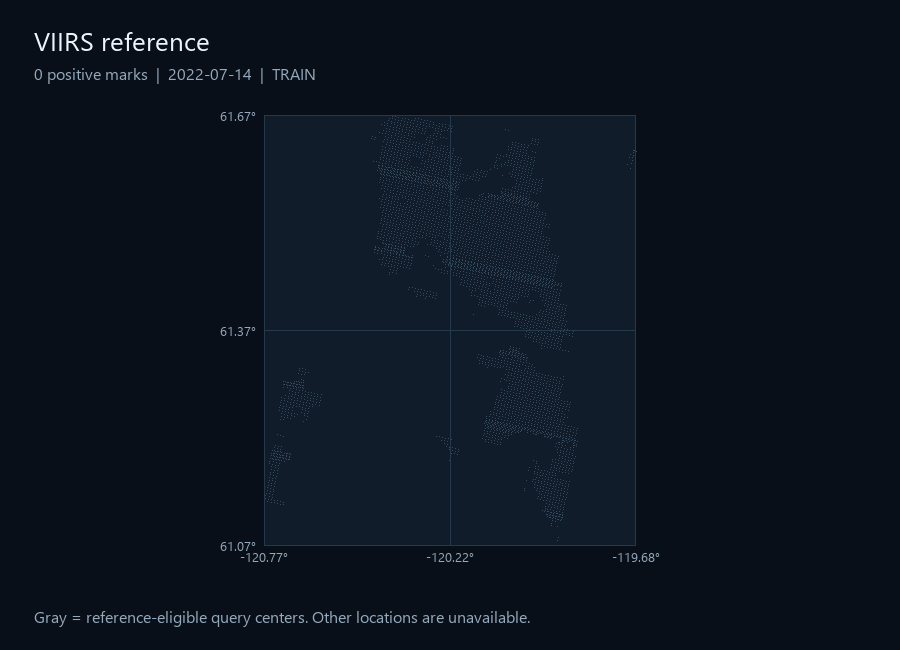 VIIRS reference
0 positive marks | 2022-07-14 | TRAIN
61.67°
61.37°
61.07°
-120.77°
-120.22°
-119.68°
Gray = reference-eligible query centers. Other locations are unavailable.